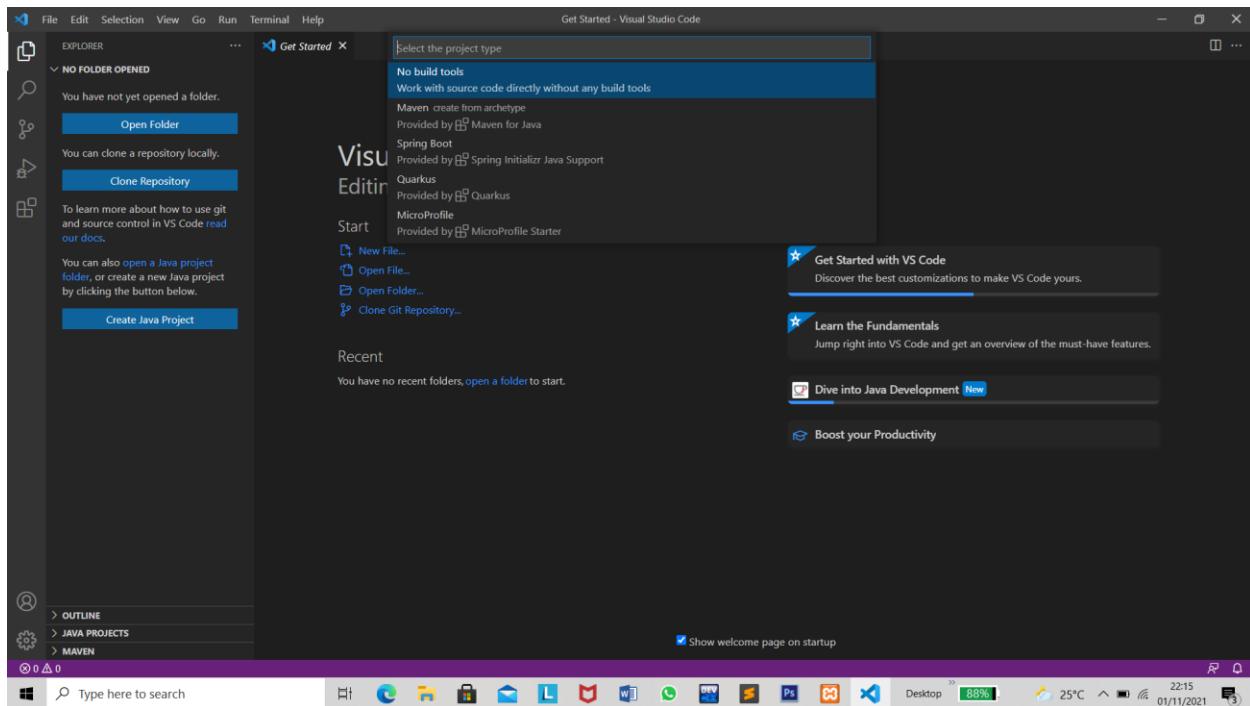 File Edit Selection View Go Run Terminal Help
Get Started - Visual Studio Code
EXPLORER
Get Started
NO FOLDER OPENED
You have not yet opened a folder.
Open Folder
You can clone a repository locally.
Clone Repository
To learn more about how to use git
and source control in VS Code read
our docs.
You can also open a Java project
folder, or create a new Java project
by clicking the button below.
Create Java Project
Select the project type
No build tools
Work with source code directly without any build tools
Maven create from archetype
Provided by Maven for Java
Spring Boot
Provided by Spring Initializr Java Support
Quarkus
Provided by Quarkus
MicroProfile
Provided by MicroProfile Starter
Visu
Editin
Start
New File...
Open File...
Open Folder...
Clone Git Repository...
Recent
You have no recent folders, open a folder to start.
Get Started with VS Code
Discover the best customizations to make VS Code yours.
Learn the Fundamentals
Jump right into VS Code and get an overview of the must-have features.
Dive into Java Development New
Boost your Productivity
OUTLINE
JAVA PROJECTS
MAVEN
Show welcome page on startup
0 0
Type here to search
L
W
DEV
Ps
Desktop
88%
25°C
22:15
01/11/2021
3